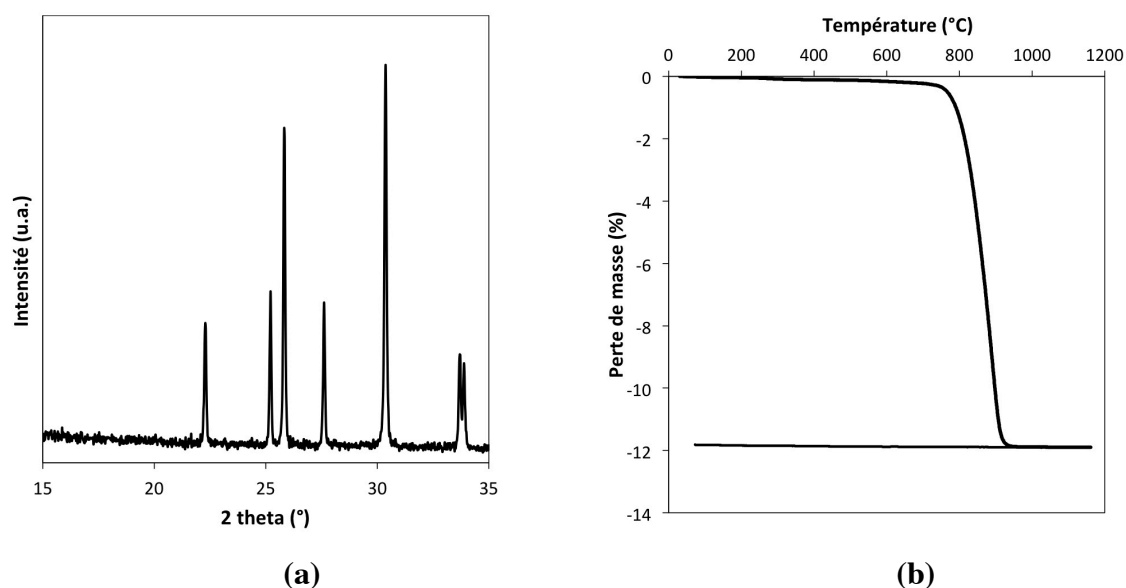 Intensité (u.a.)
15 20 25 30 35
2 theta (°)
(a)
Température (°C)
0 200 400 600 800 1000 1200
Perte de masse (%)
0
-2
-4
-6
-8
-10
-12
-14
(b)